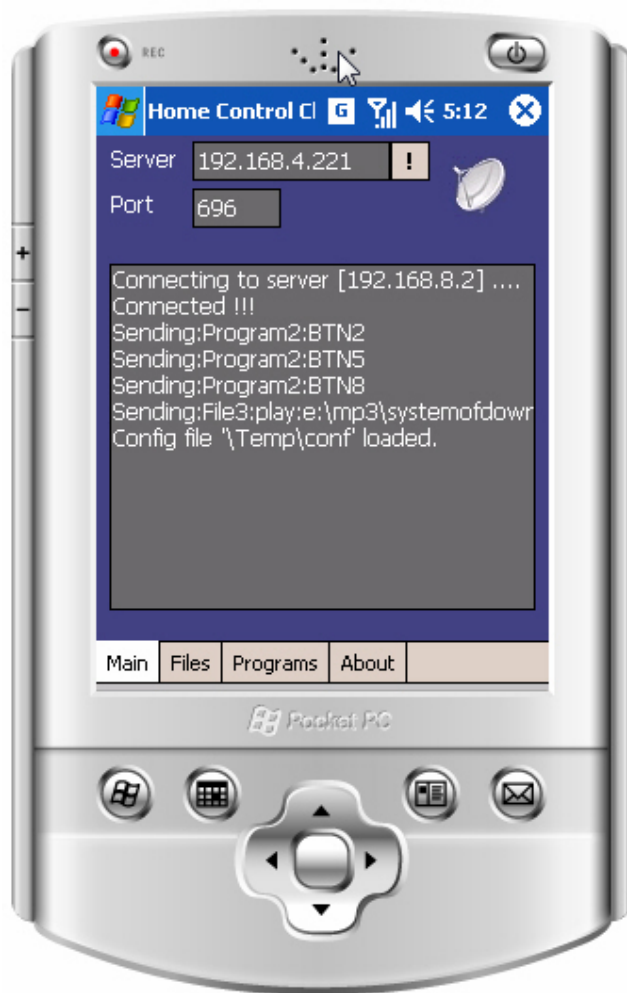 REC
Home Control Cl G 5:12
Server 192.168.4.221 !
Port 696
Connecting to server [192.168.8.2] ....
Connected !!!
Sending:Program2:BTN2
Sending:Program2:BTN5
Sending:Program2:BTN8
Sending:File3:play:e:\mp3\systemofdowr
Config file '\Temp\conf' loaded.
Main Files Programs About
Pocket PC